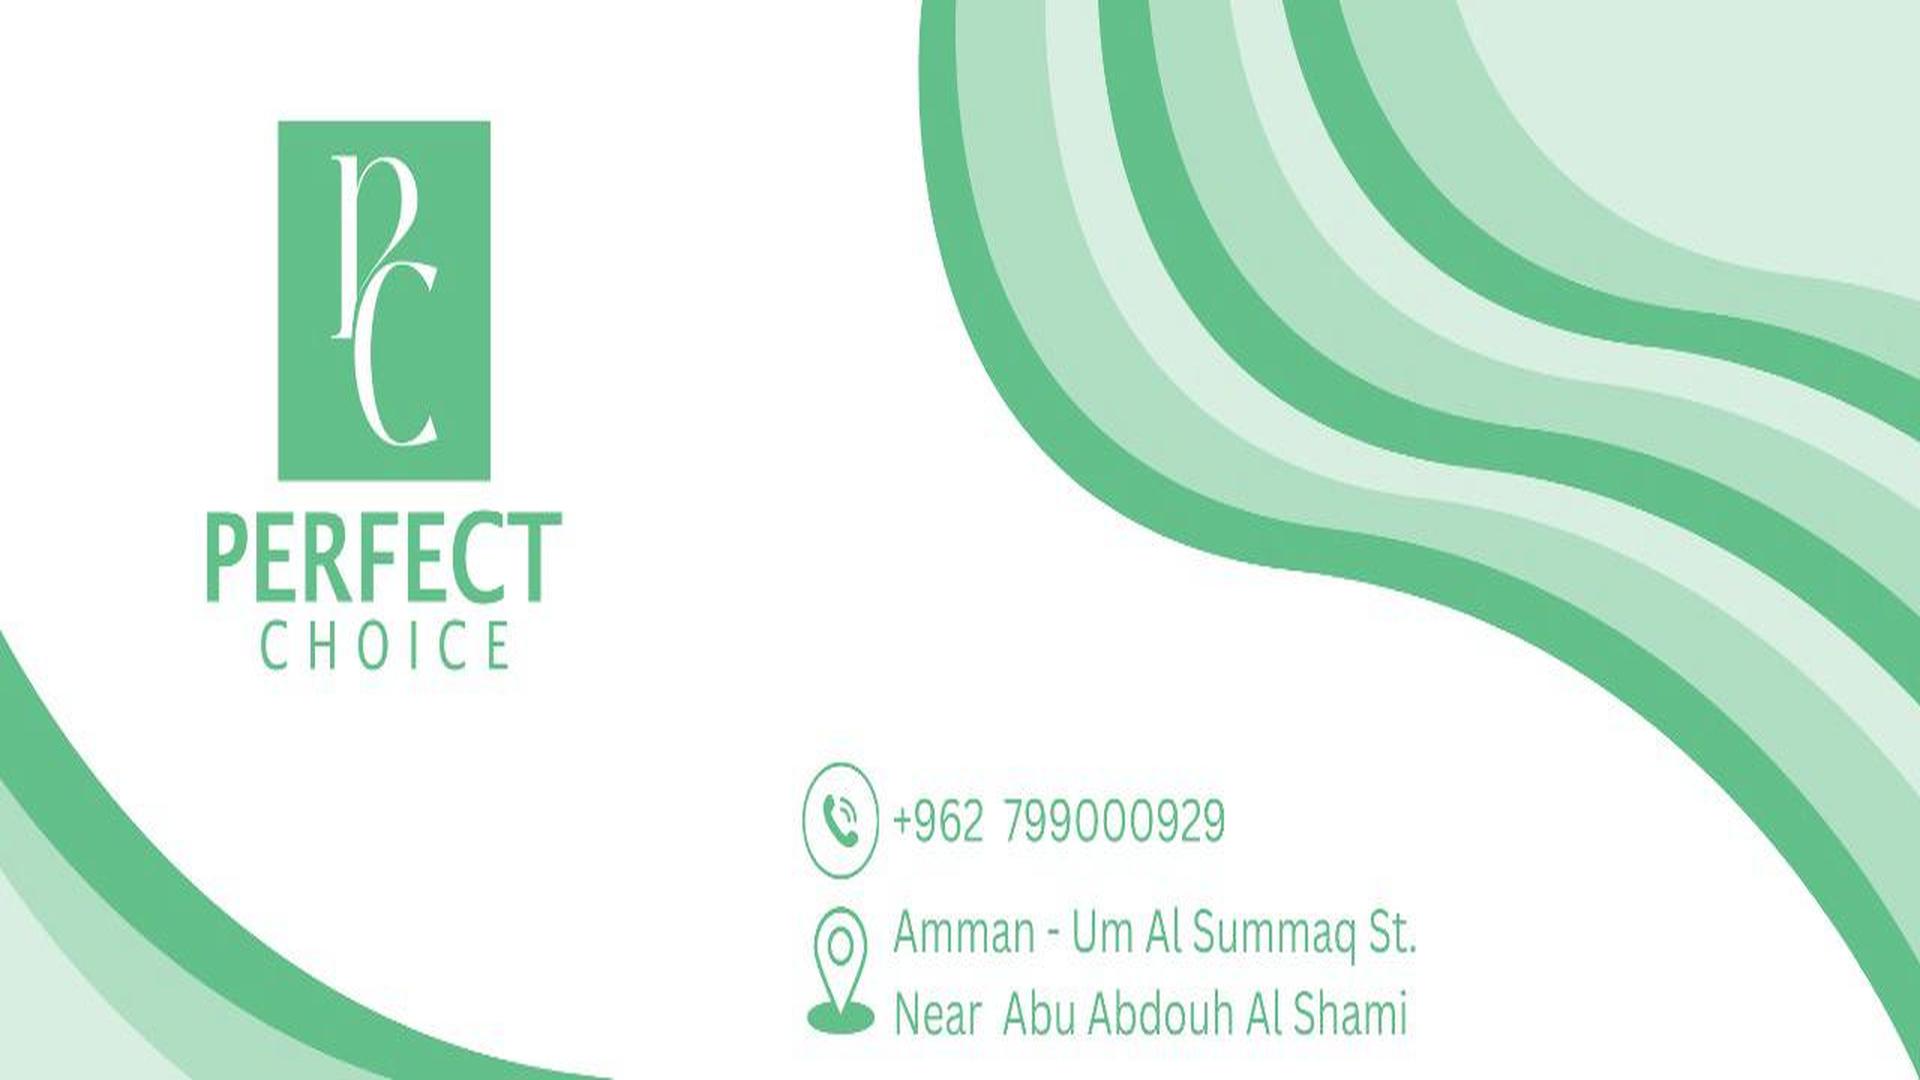 PC
PERFECT
CHOICE
+962 799000929
Amman - Um Al Summaq St.
Near Abu Abdouh Al Shami